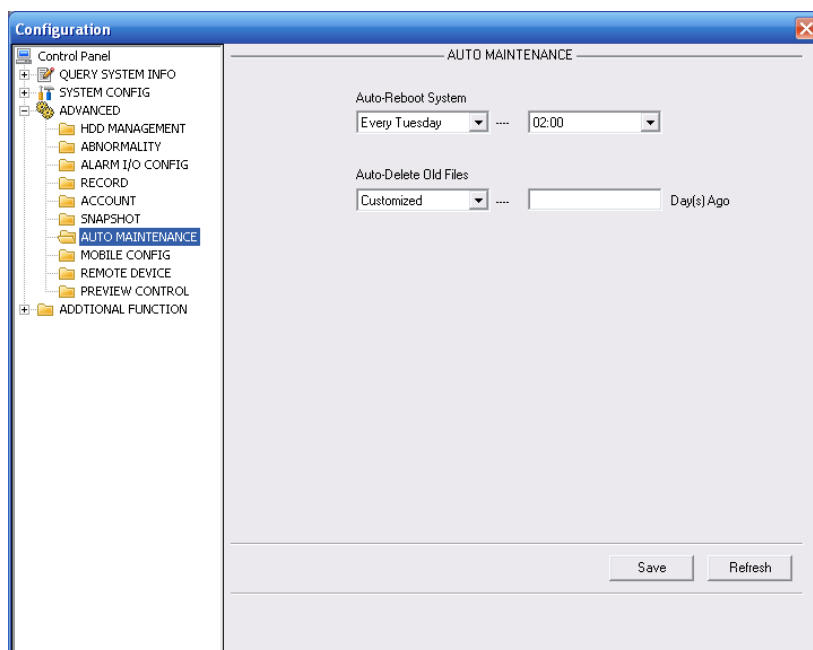 Configuration
Control Panel
QUERY SYSTEM INFO
SYSTEM CONFIG
ADVANCED
HDD MANAGEMENT
ABNORMALITY
ALARM I/O CONFIG
RECORD
ACCOUNT
SNAPSHOT
AUTO MAINTENANCE
MOBILE CONFIG
REMOTE DEVICE
PREVIEW CONTROL
ADDTIONAL FUNCTION
AUTO MAINTENANCE
Auto-Reboot System
Every Tuesday ---- 02:00
Auto-Delete Old Files
Customized ---- Day(s) Ago
Save Refresh